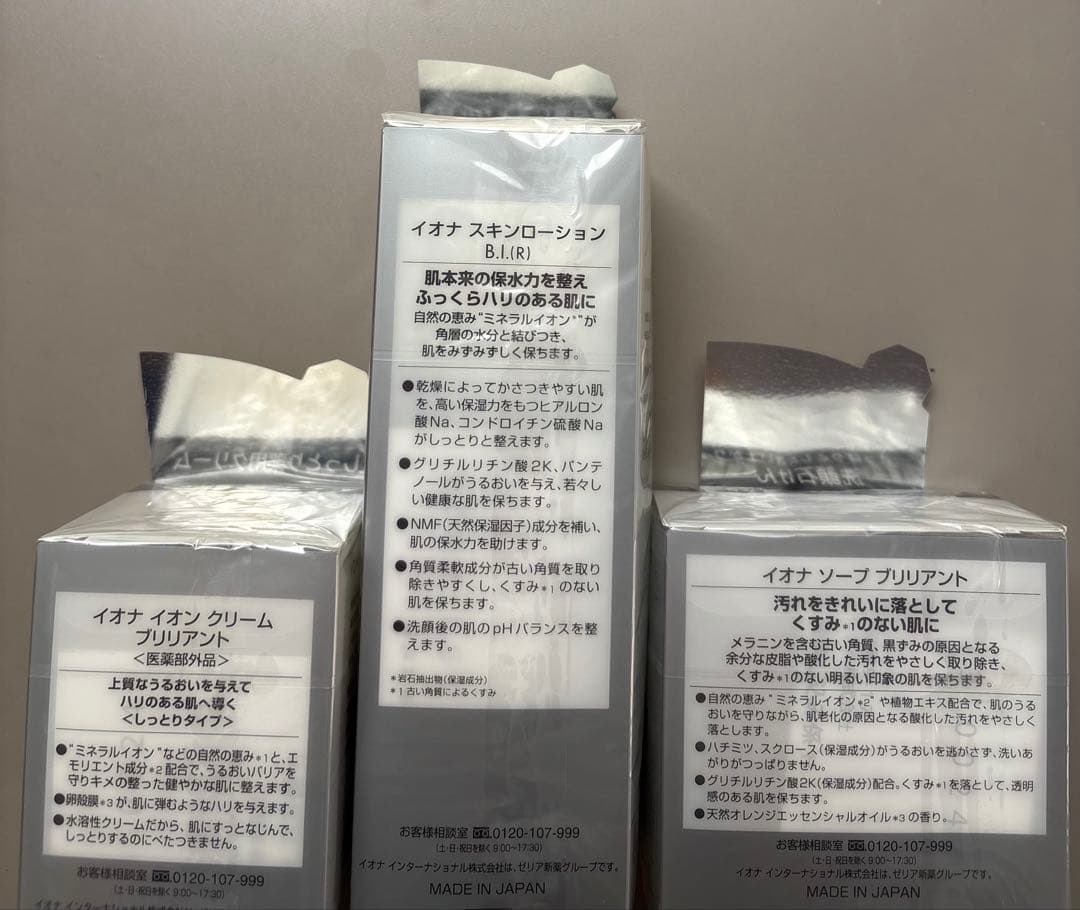 イオナ イオン クリーム
ブリリアント
＜医薬部外品＞
上質なうるおいを与えて
ハリのある肌へ導く
＜しっとりタイプ＞
●“ミネラルイオン”などの自然の恵み*1と、エ
モリエント成分*2配合で、うるおいバリアを
守りキメの整った健やかな肌に整えます。
●卵殻膜*3が、肌に弾むようなハリを与えます。
●水溶性クリームだから、肌にすっとなじんで、
しっとりするのにべたつきません。
お客様相談室 0120-107-999
(土・日・祝日を除く 9:00〜17:30)
イオナ スキンローション
B.I.(R)
肌本来の保水力を整え
ふっくらハリのある肌に
自然の恵み“ミネラルイオン*”が
角層の水分と結びつき、
肌をみずみずしく保ちます。
●乾燥によってかさつきやすい肌
を、高い保湿力をもつヒアルロン
酸Na、コンドロイチン硫酸Na
がしっとりと整えます。
●グリチルリチン酸2K、パンテ
ノールがうるおいを与え、若々し
い健康な肌を保ちます。
●NMF(天然保湿因子)成分を補い、
肌の保水力を助けます。
●角質柔軟成分が古い角質を取り
除きやすくし、くすみ*1のない
肌を保ちます。
●洗顔後の肌のpHバランスを整
えます。
*岩石抽出物(保湿成分)
*1 古い角質によるくすみ
お客様相談室 0120-107-999
(土・日・祝日を除く 9:00〜17:30)
イオナ インターナショナル株式会社は、ゼリア新薬グループです。
MADE IN JAPAN
イオナ ソープ ブリリアント
汚れをきれいに落として
くすみ*1のない肌に
メラニンを含む古い角質、黒ずみの原因となる
余分な皮脂や酸化した汚れをやさしく取り除き、
くすみ*1のない明るい印象の肌を保ちます。
●自然の恵み“ミネラルイオン*2”や植物エキス配合で、肌のうる
おいを守りながら、肌老化の原因となる酸化した汚れをやさしく
落とします。
●ハチミツ、スクロース(保湿成分)がうるおいを逃がさず、洗いあ
がりがつっぱりません。
●グリチルリチン酸2K(保湿成分)配合。くすみ*1を落として、透明
感のある肌を保ちます。
●天然オレンジエッセンシャルオイル*3の香り。
お客様相談室 0120-107-999
(土・日・祝日を除く 9:00〜17:30)
イオナ インターナショナル株式会社は、ゼリア新薬グループです。
MADE IN JAPAN